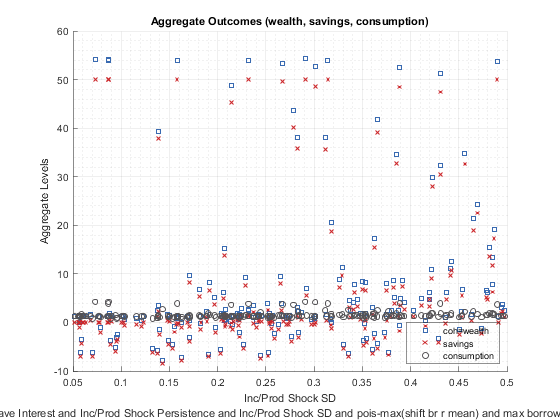 Aggregate Outcomes (wealth, savings, consumption)
60
50
40
30
20
10
0
-10
Aggregate Levels
0.05
0.1
0.15
0.2
0.25
0.3
0.35
0.4
0.45
0.5
coh/wealth
savings
consumption
Inc/Prod Shock SD
ave Interest and Inc/Prod Shock Persistence and Inc/Prod Shock SD and pois-max(shift br r mean) and max borrow